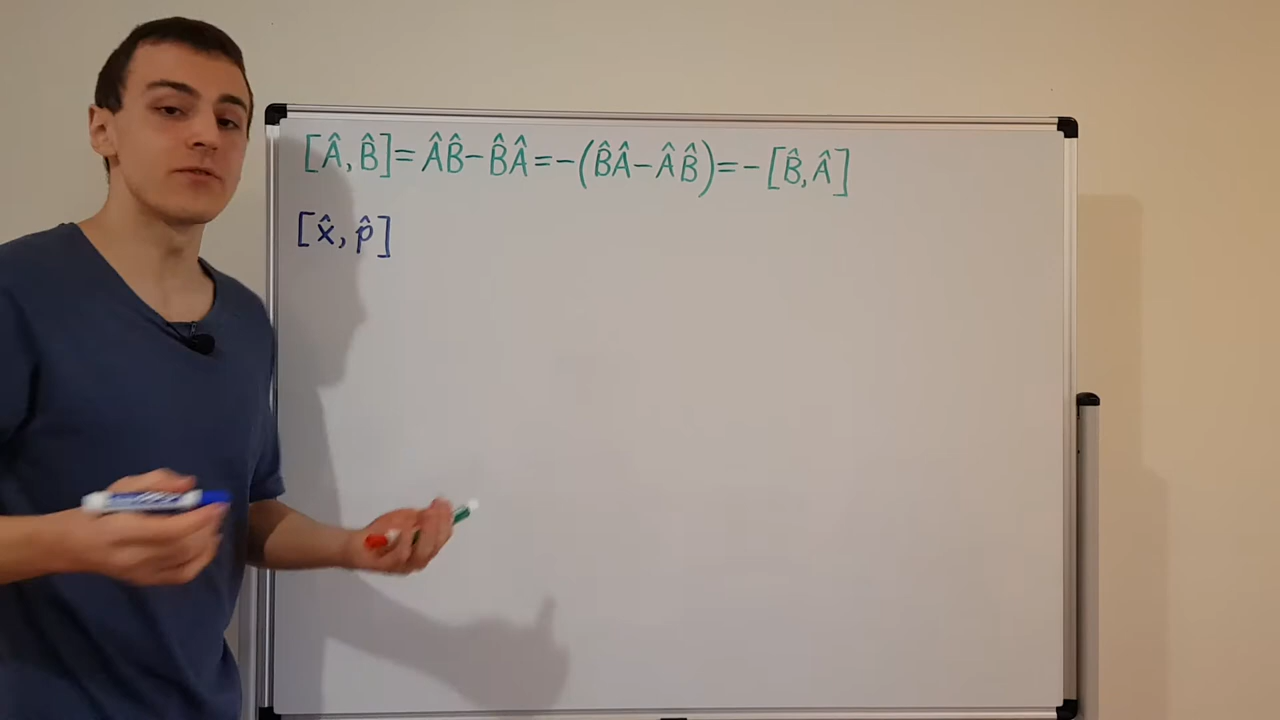 [Â, B̂] = ÂB̂ − B̂Â = −(B̂Â − ÂB̂) = −[B̂, Â]
[x̂, p̂]